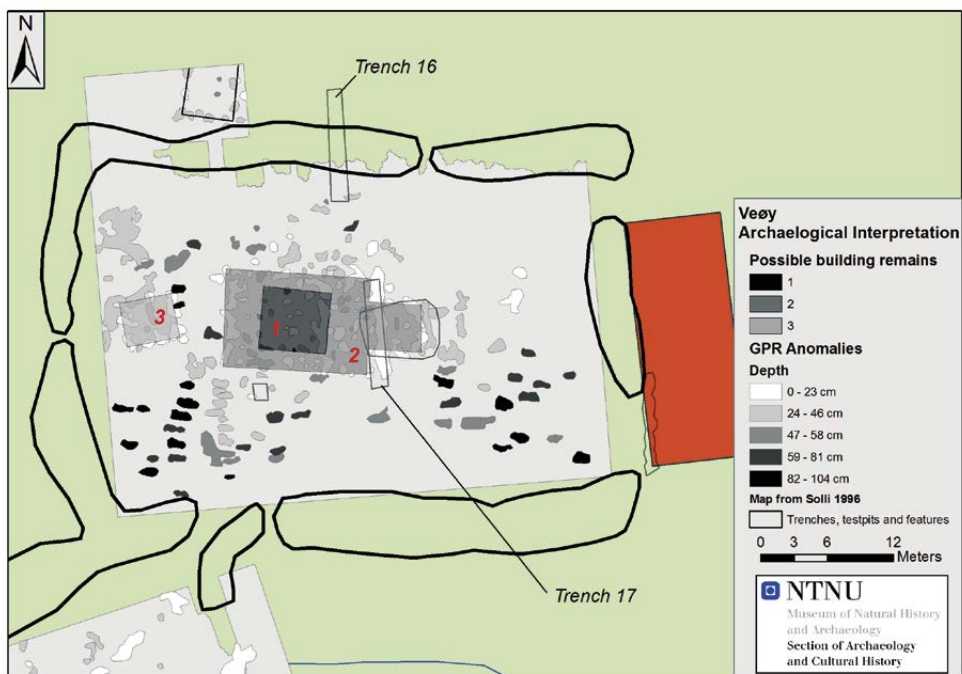 N
Trench 16
3
1
2
Trench 17
Veøy
Archaelogical Interpretation
Possible building remains
1
2
3
GPR Anomalies
Depth
0 - 23 cm
24 - 46 cm
47 - 58 cm
59 - 81 cm
82 - 104 cm
Map from Solli 1996
Trenches, testpits and features
0 3 6 12
Meters
NTNU
Museum of Natural History
and Archaeology
Section of Archaeology
and Cultural History